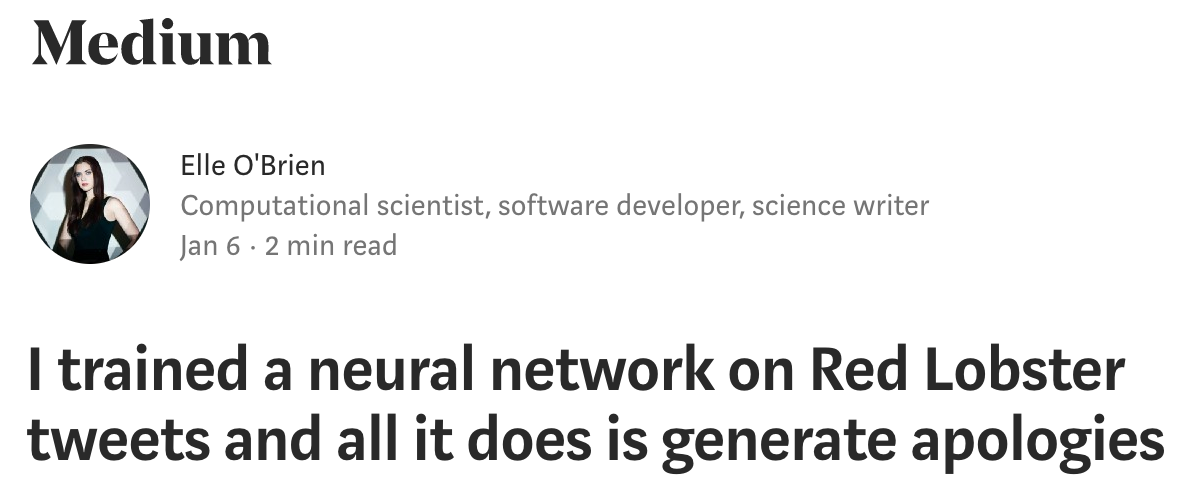 Medium
Elle O'Brien
Computational scientist, software developer, science writer
Jan 6 · 2 min read
I trained a neural network on Red Lobster
tweets and all it does is generate apologies